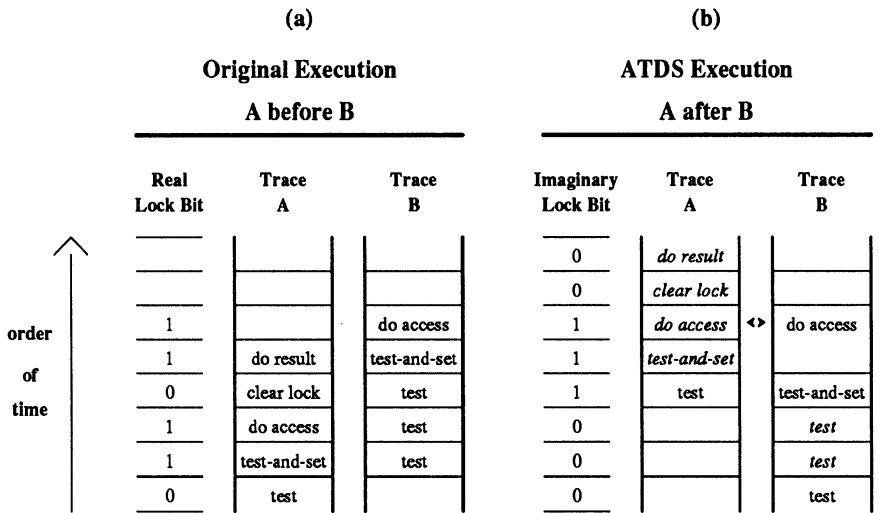 (a) (b)
Original Execution ATDS Execution
A before B A after B
Real Trace Trace Imaginary Trace Trace
Lock Bit A B Lock Bit A B
0 do result
0 clear lock
1 do access 1 do access <> do access
order
1 do result test-and-set 1 test-and-set
of
0 clear lock test 1 test test-and-set
time
1 do access test 0 test
1 test-and-set test 0 test
0 test 0 test